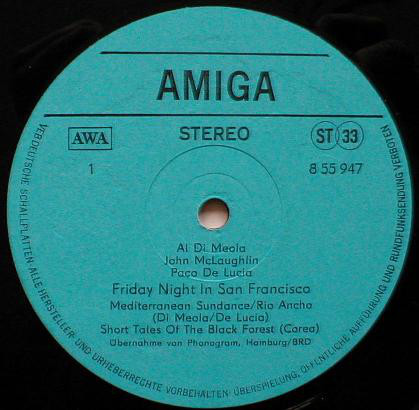 AMIGA
AWA
STEREO
ST 33
1
8 55 947
Al Di Meola
John McLaughlin
Paco De Lucia
Friday Night In San Francisco
Mediterranean Sundance/Rio Ancho
(Di Meola/De Lucia)
Short Tales Of The Black Forest (Corea)
Übernahme von Phonogram, Hamburg/BRD
VEB DEUTSCHE SCHALLPLATTEN · ALLE HERSTELLER- UND URHEBERRECHTE VORBEHALTEN · ÜBERSPIELUNG, ÖFFENTLICHE AUFFÜHRUNG UND RUNDFUNKSENDUNG VERBOTEN